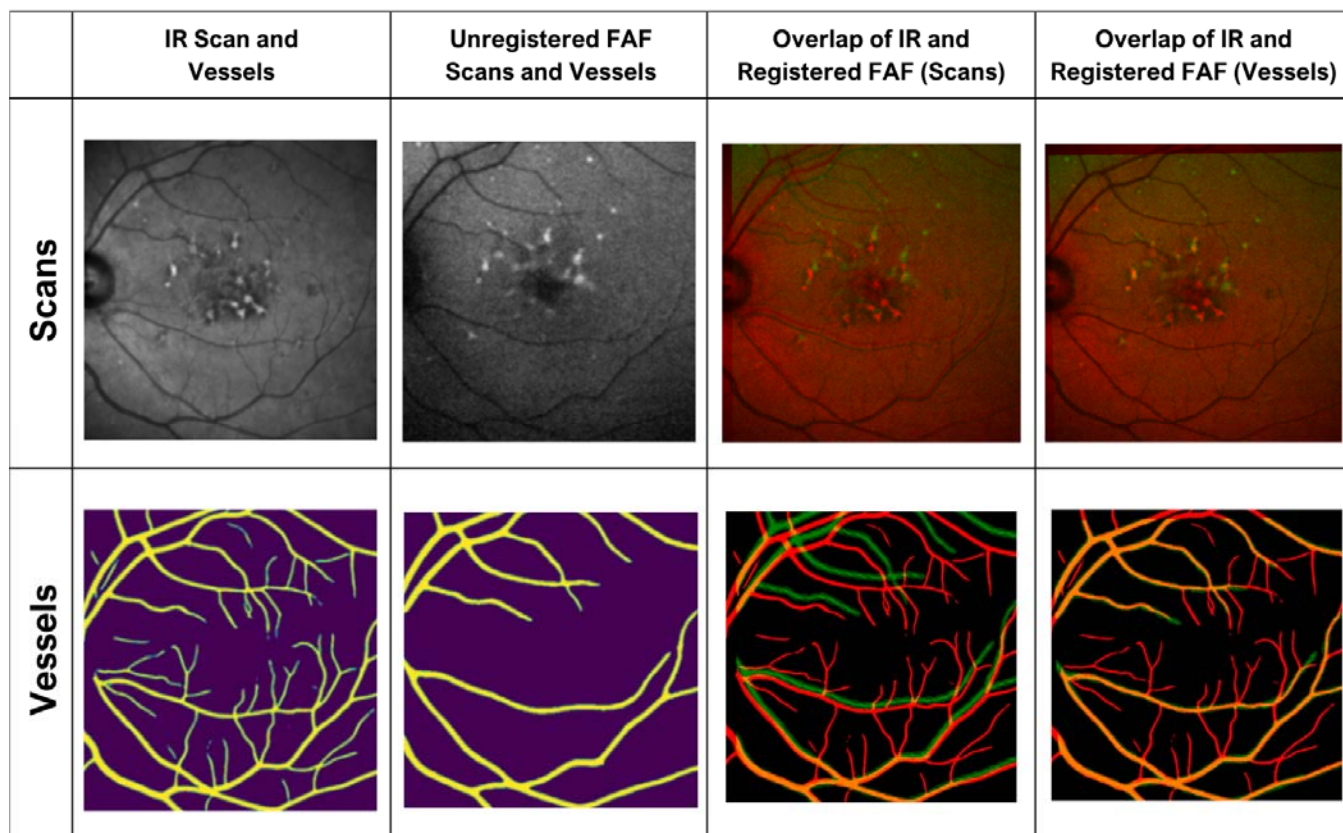 IR Scan and
Vessels
Unregistered FAF
Scans and Vessels
Overlap of IR and
Registered FAF (Scans)
Overlap of IR and
Registered FAF (Vessels)
Scans
Vessels